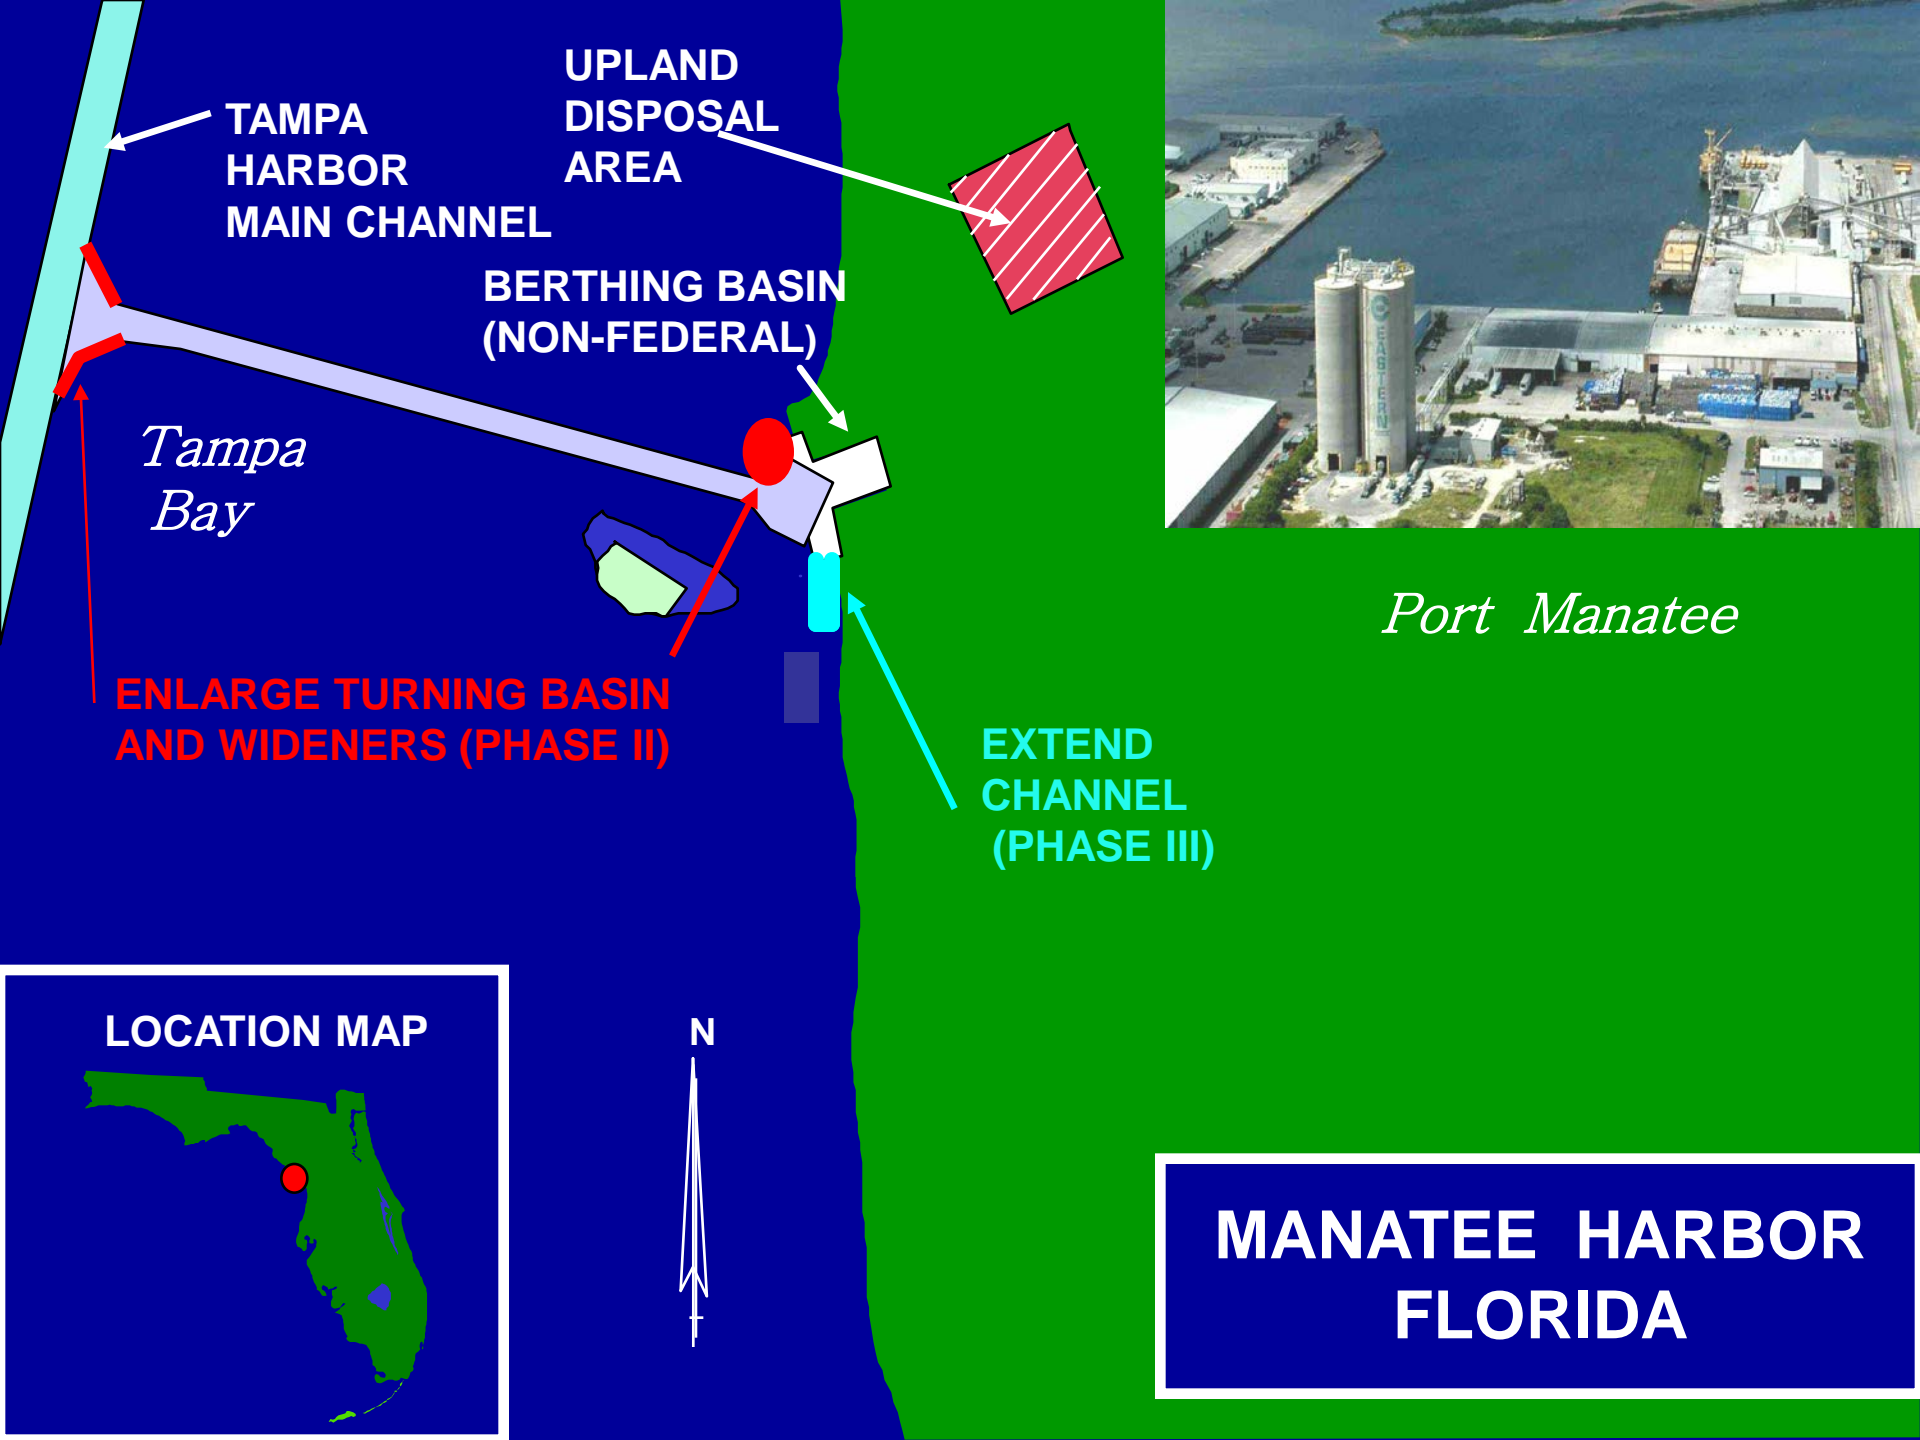 TAMPA
HARBOR
MAIN CHANNEL
UPLAND
DISPOSAL
AREA
BERTHING BASIN
(NON-FEDERAL)
Tampa
Bay
EASTERN
Port Manatee
ENLARGE TURNING BASIN
AND WIDENERS (PHASE II)
EXTEND
CHANNEL
(PHASE III)
LOCATION MAP
N
MANATEE HARBOR
FLORIDA